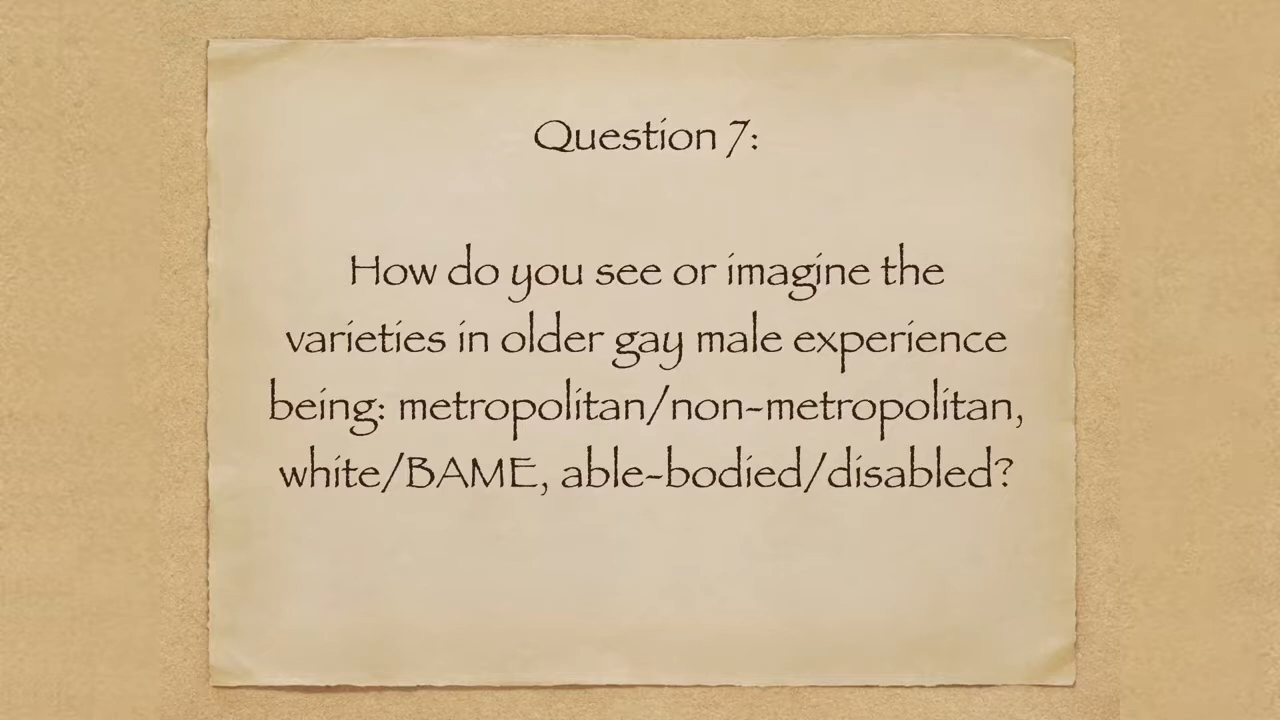 Question 7:
How do you see or imagine the
varieties in older gay male experience
being: metropolitan/non-metropolitan,
white/BAME, able-bodied/disabled?